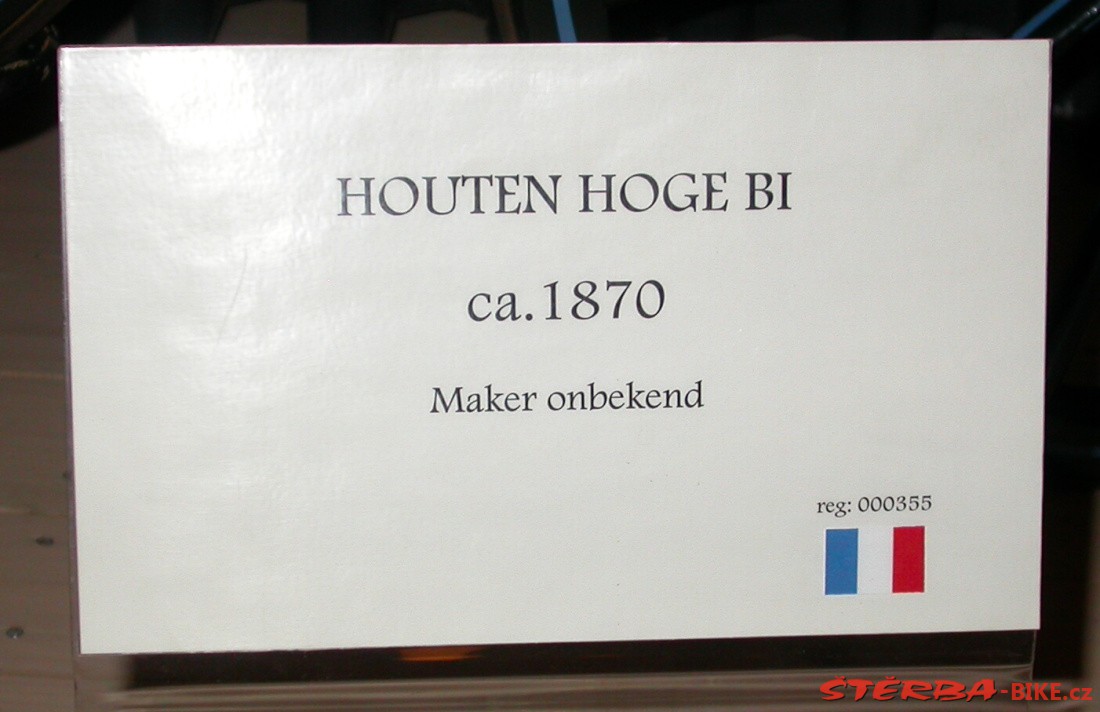 HOUTEN HOGE BI
ca.1870
Maker onbekend
reg: 000355
ŠTĚRBA-BIKE.cz